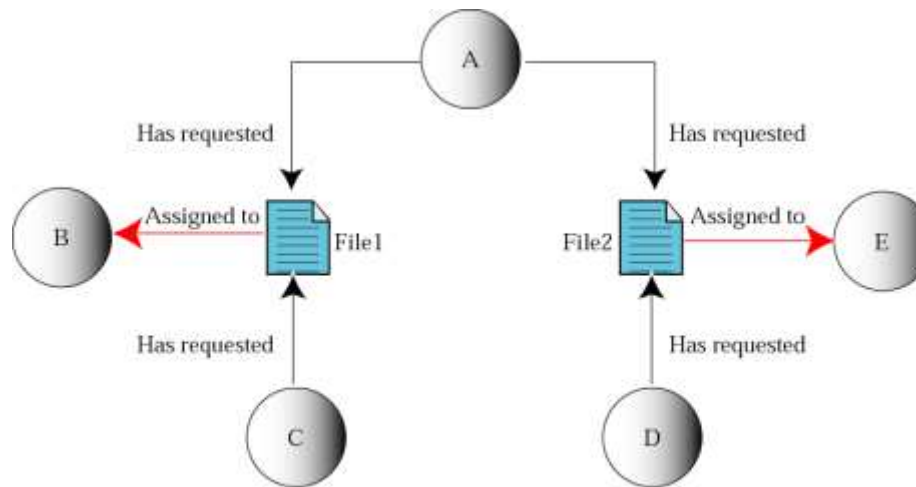 A
Has requested
Has requested
B
Assigned to
File1
File2
Assigned to
E
Has requested
Has requested
C
D